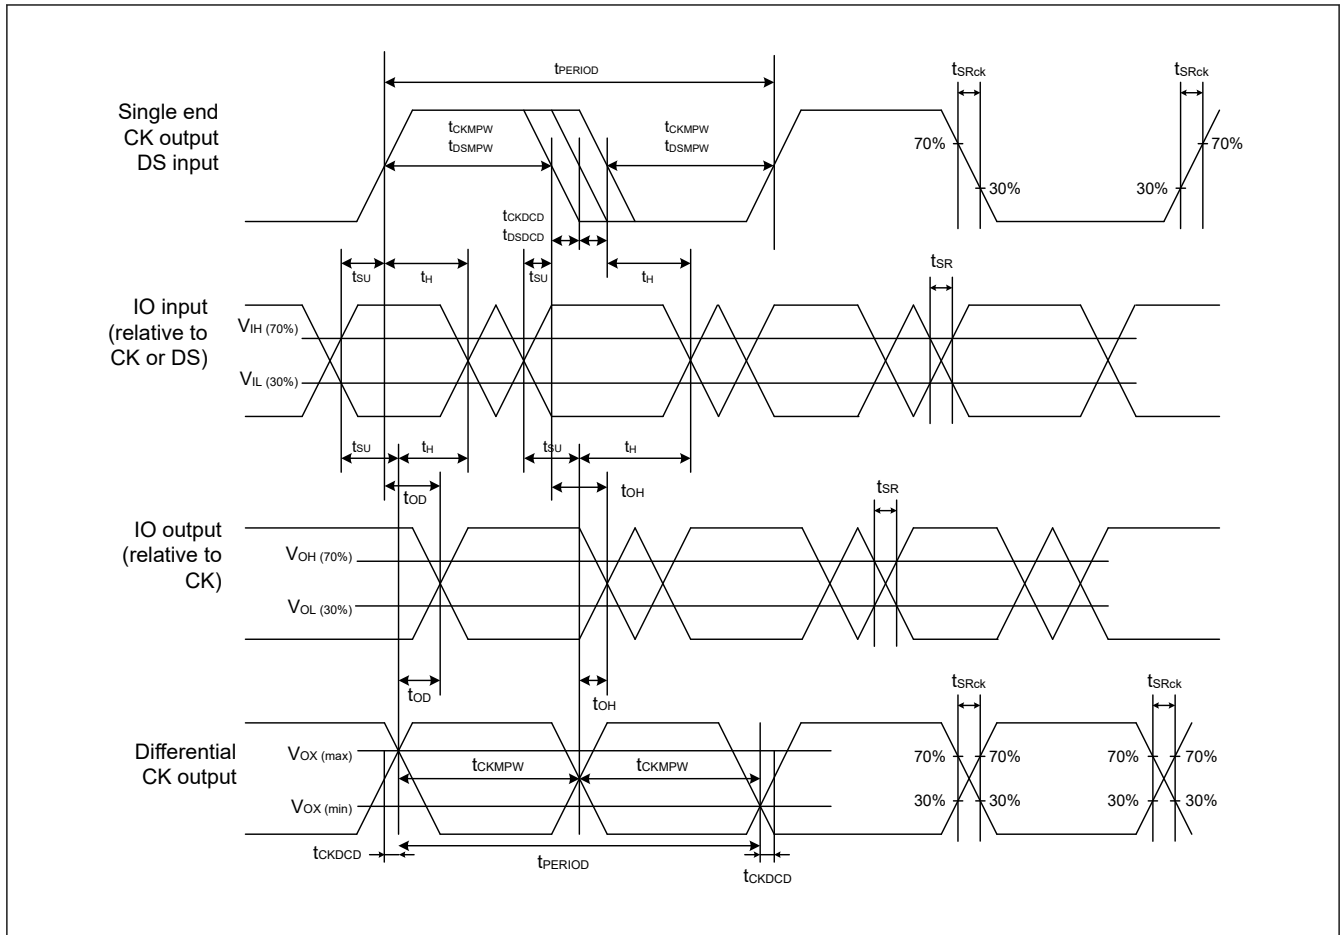 tPERIOD
tSRck
tSRck
Single end
CK output
DS input
tCKMPW
tDSMPW
tCKMPW
tDSMPW
70%
30%
30%
70%
tCKDCD
tDSDCD
tSU
tH
tSU
tH
tSR
IO input
(relative to
CK or DS)
VIH (70%)
VIL (30%)
tSU
tH
tSU
tH
tOD
tOH
tSR
IO output
(relative to
CK)
VOH (70%)
VOL (30%)
tOD
tOH
tSRck
tSRck
Differential
CK output
VOX (max)
VOX (min)
tCKMPW
tCKMPW
70%
70%
70%
70%
30%
30%
30%
30%
tCKDCD
tPERIOD
tCKDCD